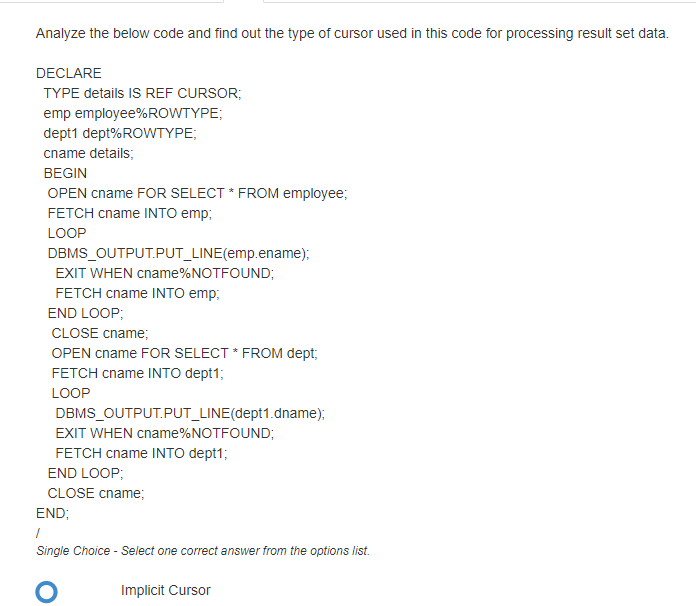 Analyze the below code and find out the type of cursor used in this code for processing result set data.
DECLARE
TYPE details IS REF CURSOR;
emp employee%ROWTYPE;
dept1 dept%ROWTYPE;
cname details;
BEGIN
OPEN cname FOR SELECT * FROM employee;
FETCH cname INTO emp;
LOOP
DBMS_OUTPUT.PUT_LINE(emp.ename);
EXIT WHEN cname%NOTFOUND;
FETCH cname INTO emp;
END LOOP;
CLOSE cname;
OPEN cname FOR SELECT * FROM dept;
FETCH cname INTO dept1;
LOOP
DBMS_OUTPUT.PUT_LINE(dept1.dname);
EXIT WHEN cname%NOTFOUND;
FETCH cname INTO dept1;
END LOOP;
CLOSE cname;
END;
/
Single Choice - Select one correct answer from the options list.
Implicit Cursor